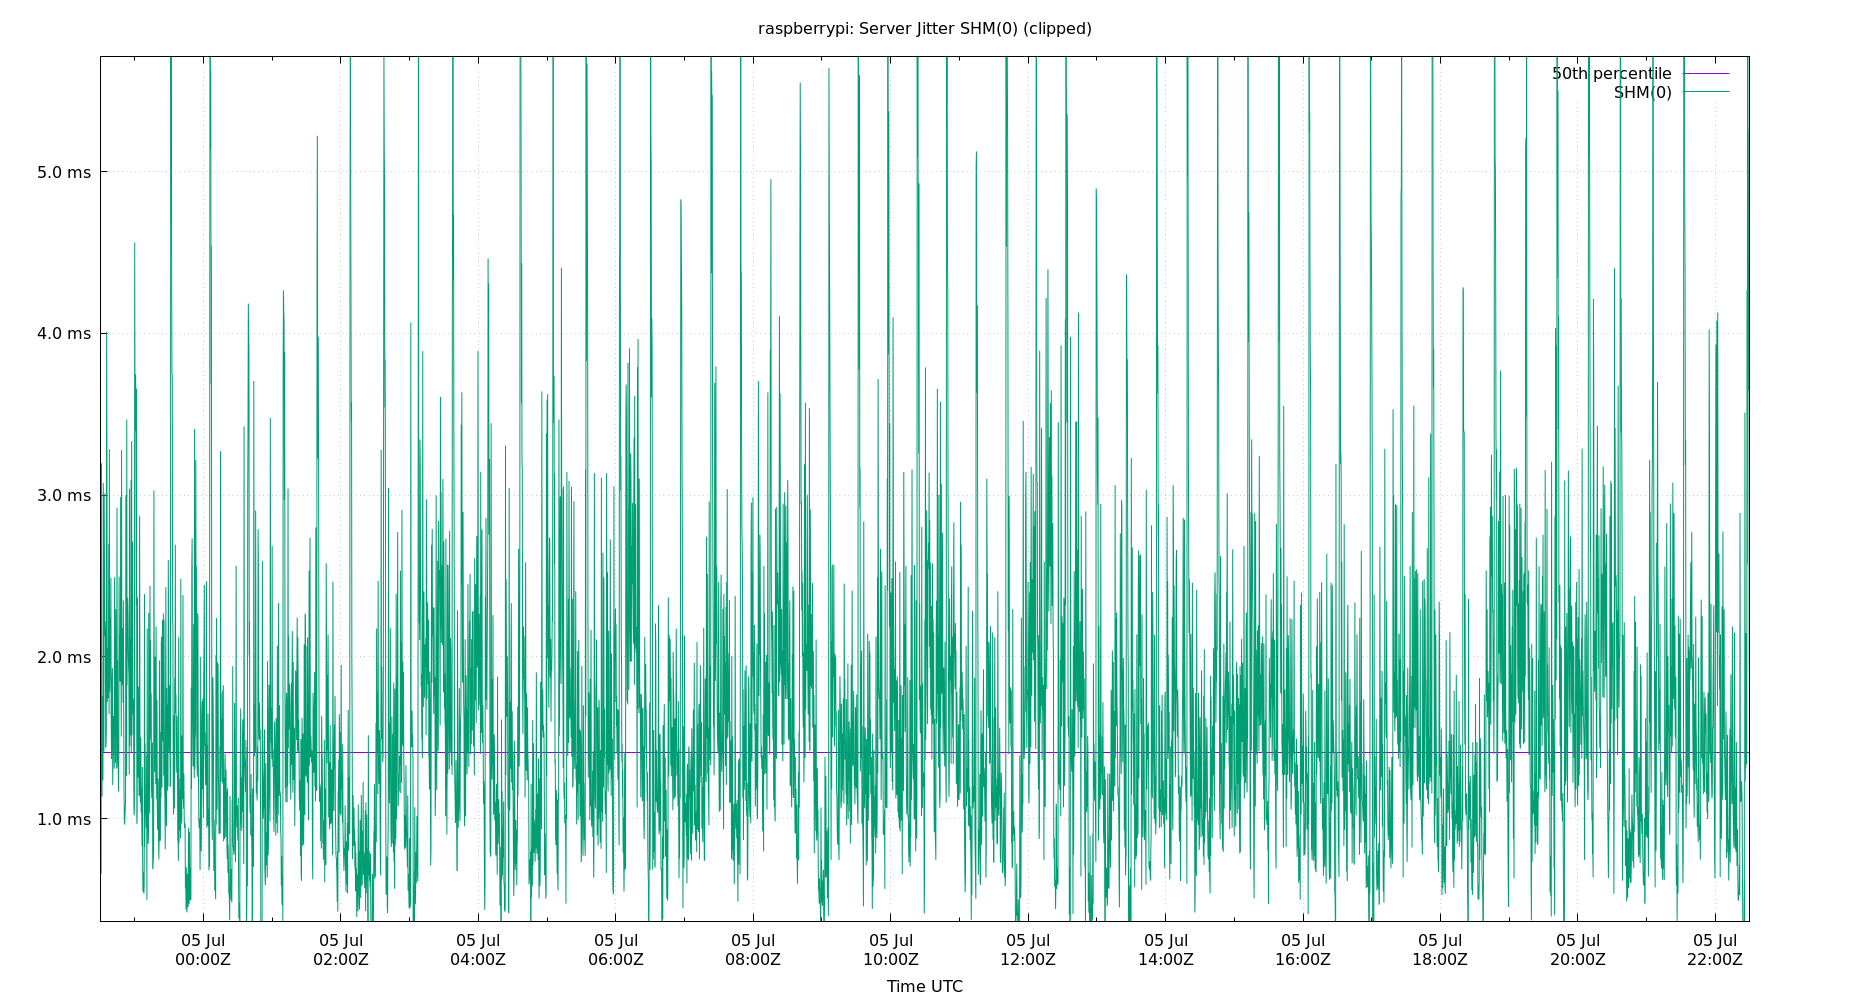 raspberrypi: Server Jitter SHM(0) (clipped)
50th percentile
SHM(0)
5.0 ms
4.0 ms
3.0 ms
2.0 ms
1.0 ms
05 Jul 05 Jul 05 Jul 05 Jul 05 Jul 05 Jul 05 Jul 05 Jul 05 Jul 05 Jul 05 Jul 05 Jul
00:00Z 02:00Z 04:00Z 06:00Z 08:00Z 10:00Z 12:00Z 14:00Z 16:00Z 18:00Z 20:00Z 22:00Z
Time UTC